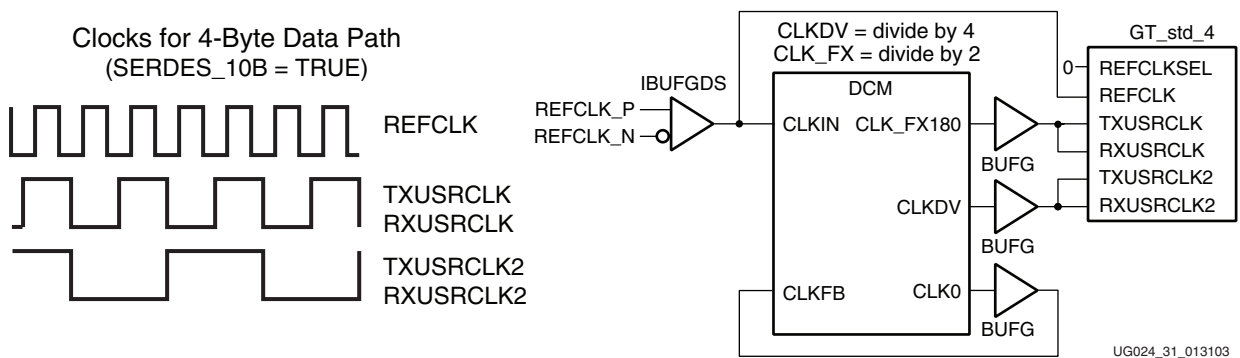 Clocks for 4-Byte Data Path
(SERDES_10B = TRUE)
REFCLK
TXUSRCLK
RXUSRCLK
TXUSRCLK2
RXUSRCLK2
CLKDV = divide by 4
CLK_FX = divide by 2
GT_std_4
IBUFGDS
REFCLK_P
REFCLK_N
DCM
CLKIN
CLK_FX180
BUFG
CLKDV
BUFG
CLKFB
CLK0
BUFG
0
REFCLKSEL
REFCLK
TXUSRCLK
RXUSRCLK
TXUSRCLK2
RXUSRCLK2
UG024_31_013103